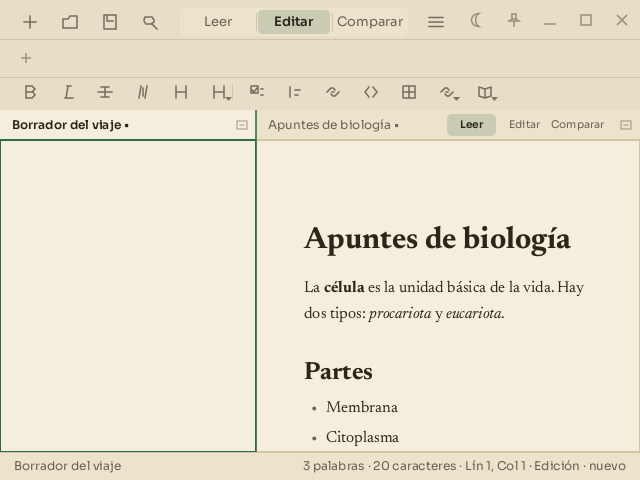 Leer Editar Comparar
Borrador del viaje •
Apuntes de biología • Leer Editar Comparar
Apuntes de biología
La célula es la unidad básica de la vida. Hay
dos tipos: procariota y eucariota.
Partes
• Membrana
• Citoplasma
Borrador del viaje
3 palabras · 20 caracteres · Lín 1, Col 1 · Edición · nuevo